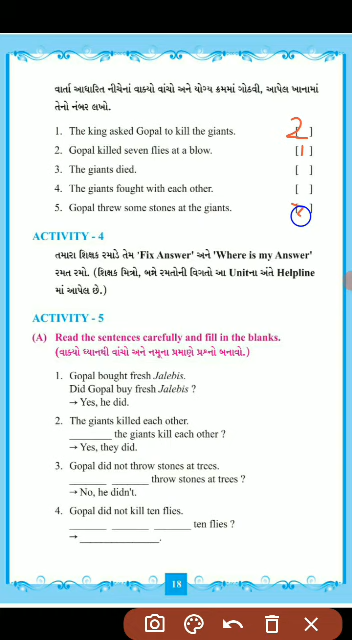 વાર્તા આધારિત નીચેનાં વાક્યો વાંચો અને યોગ્ય ક્રમમાં ગોઠવી, આપેલ ખાનામાં
તેનો નંબર લખો.
1. The king asked Gopal to kill the giants. [2]
2. Gopal killed seven flies at a blow. [1]
3. The giants died. [ ]
4. The giants fought with each other. [ ]
5. Gopal threw some stones at the giants. [ ]
ACTIVITY - 4
તમારા શિક્ષક રમાડે તેમ 'Fix Answer' અને 'Where is my Answer'
રમત રમો. (શિક્ષક મિત્રો, બન્ને રમતોની વિગતો આ Unitના અંતે Helpline
માં આપેલ છે.)
ACTIVITY - 5
(A) Read the sentences carefully and fill in the blanks.
(વાક્યો ધ્યાનથી વાંચો અને નમૂના પ્રમાણે પ્રશ્નો બનાવો.)
1. Gopal bought fresh Jalebis.
Did Gopal buy fresh Jalebis ?
→ Yes, he did.
2. The giants killed each other.
________ the giants kill each other ?
→ Yes, they did.
3. Gopal did not throw stones at trees.
_______ _______ throw stones at trees ?
→ No, he didn't.
4. Gopal did not kill ten flies.
_______ _______ _______ ten flies ?
→ _______________.
18